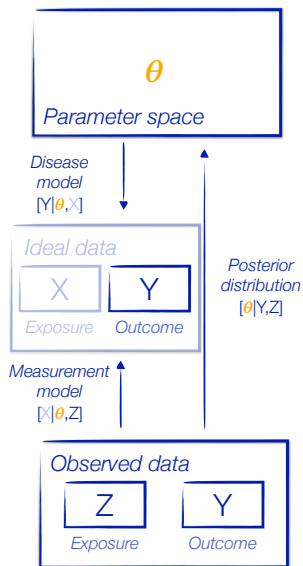 θ
Parameter space
Disease
model
[Y|θ,X]
Ideal data
X
Y
Exposure
Outcome
Posterior
distribution
[θ|Y,Z]
Measurement
model
[X|θ,Z]
Observed data
Z
Y
Exposure
Outcome